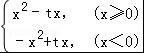 x²－tx, (x≥0)
－x²+tx, (x<0)